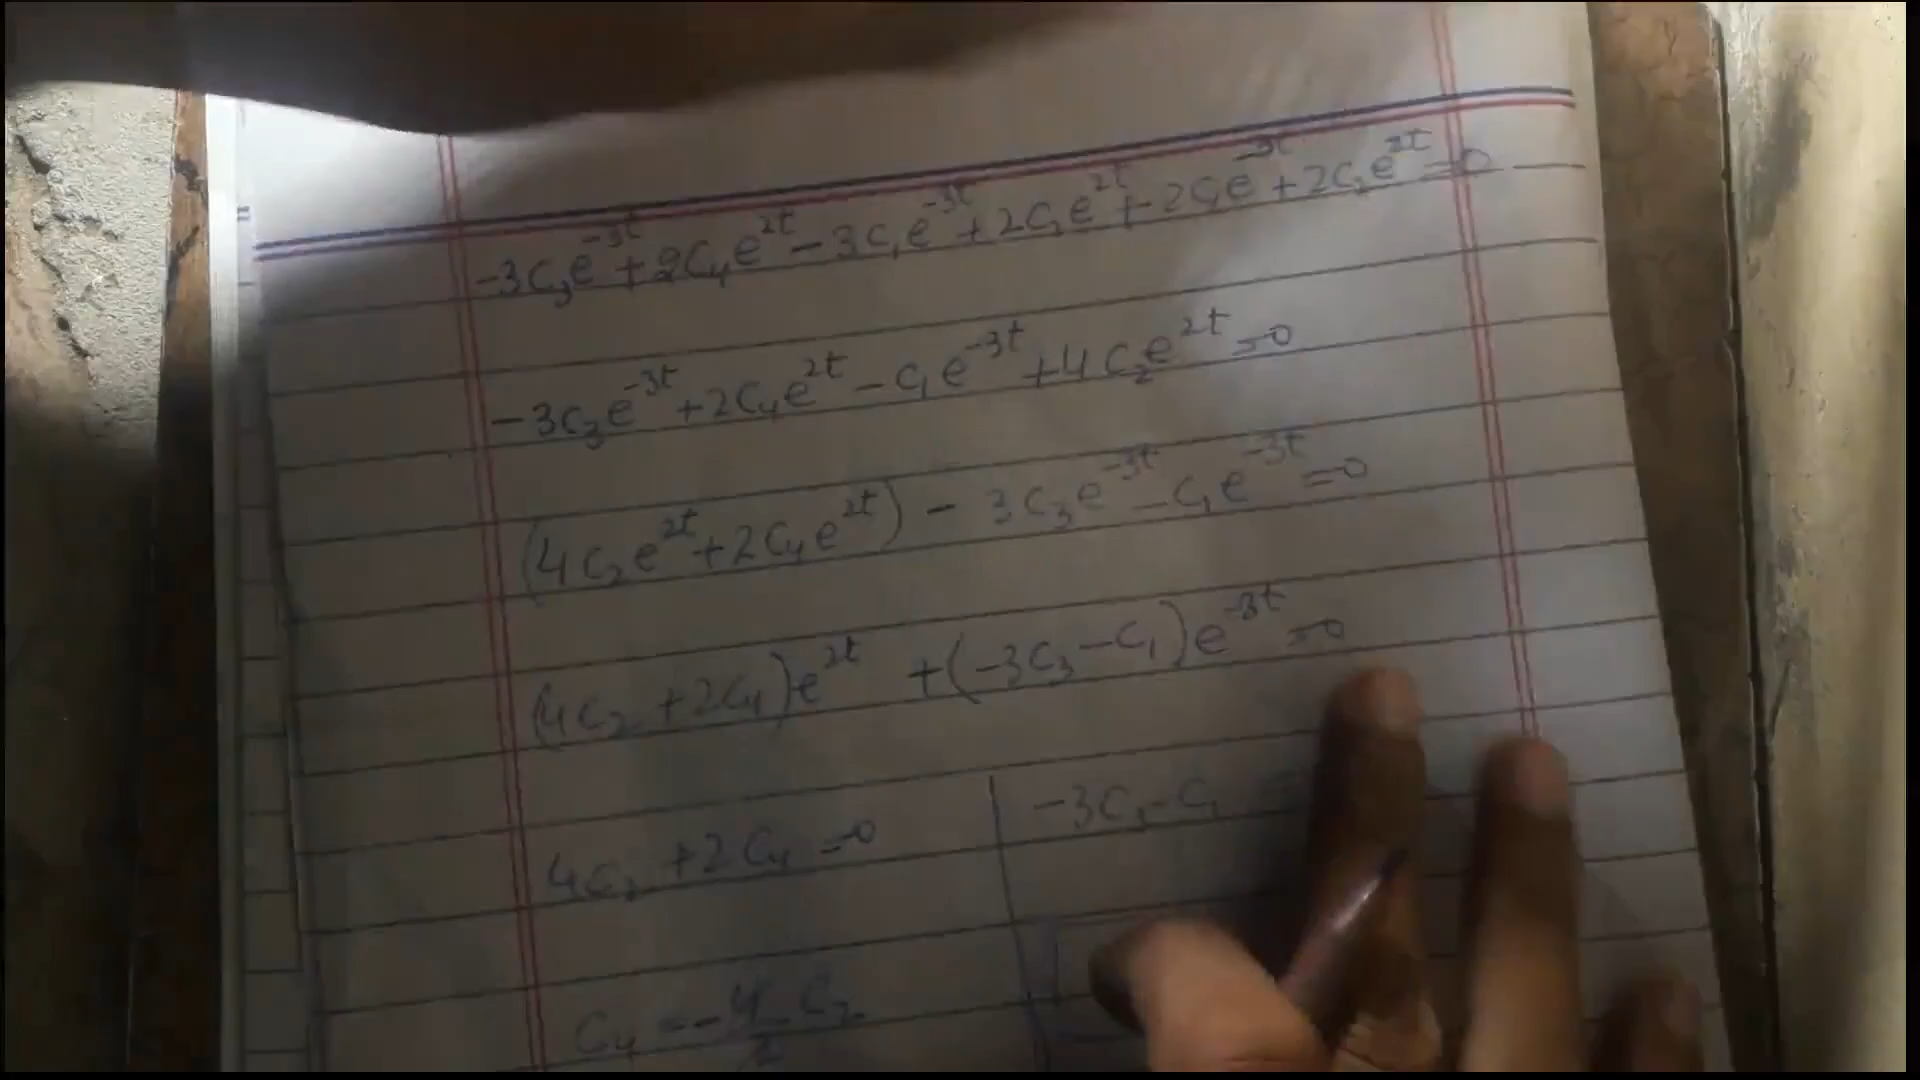 -3c₃e^-3t + 2c₄e^2t - 3c₁e^-3t + 2c₂e^2t + 2c₁e^-3t + 2c₂e^2t = 0
-3c₃e^-3t + 2c₄e^2t - c₁e^-3t + 4c₂e^2t = 0
(4c₂e^2t + 2c₄e^2t) - 3c₃e^-3t - c₁e^-3t = 0
(4c₂ + 2c₄)e^2t + (-3c₃ - c₁)e^-3t = 0
4c₂ + 2c₄ = 0
c₄ = -4/2 c₂
-3c₃ - c₁ =